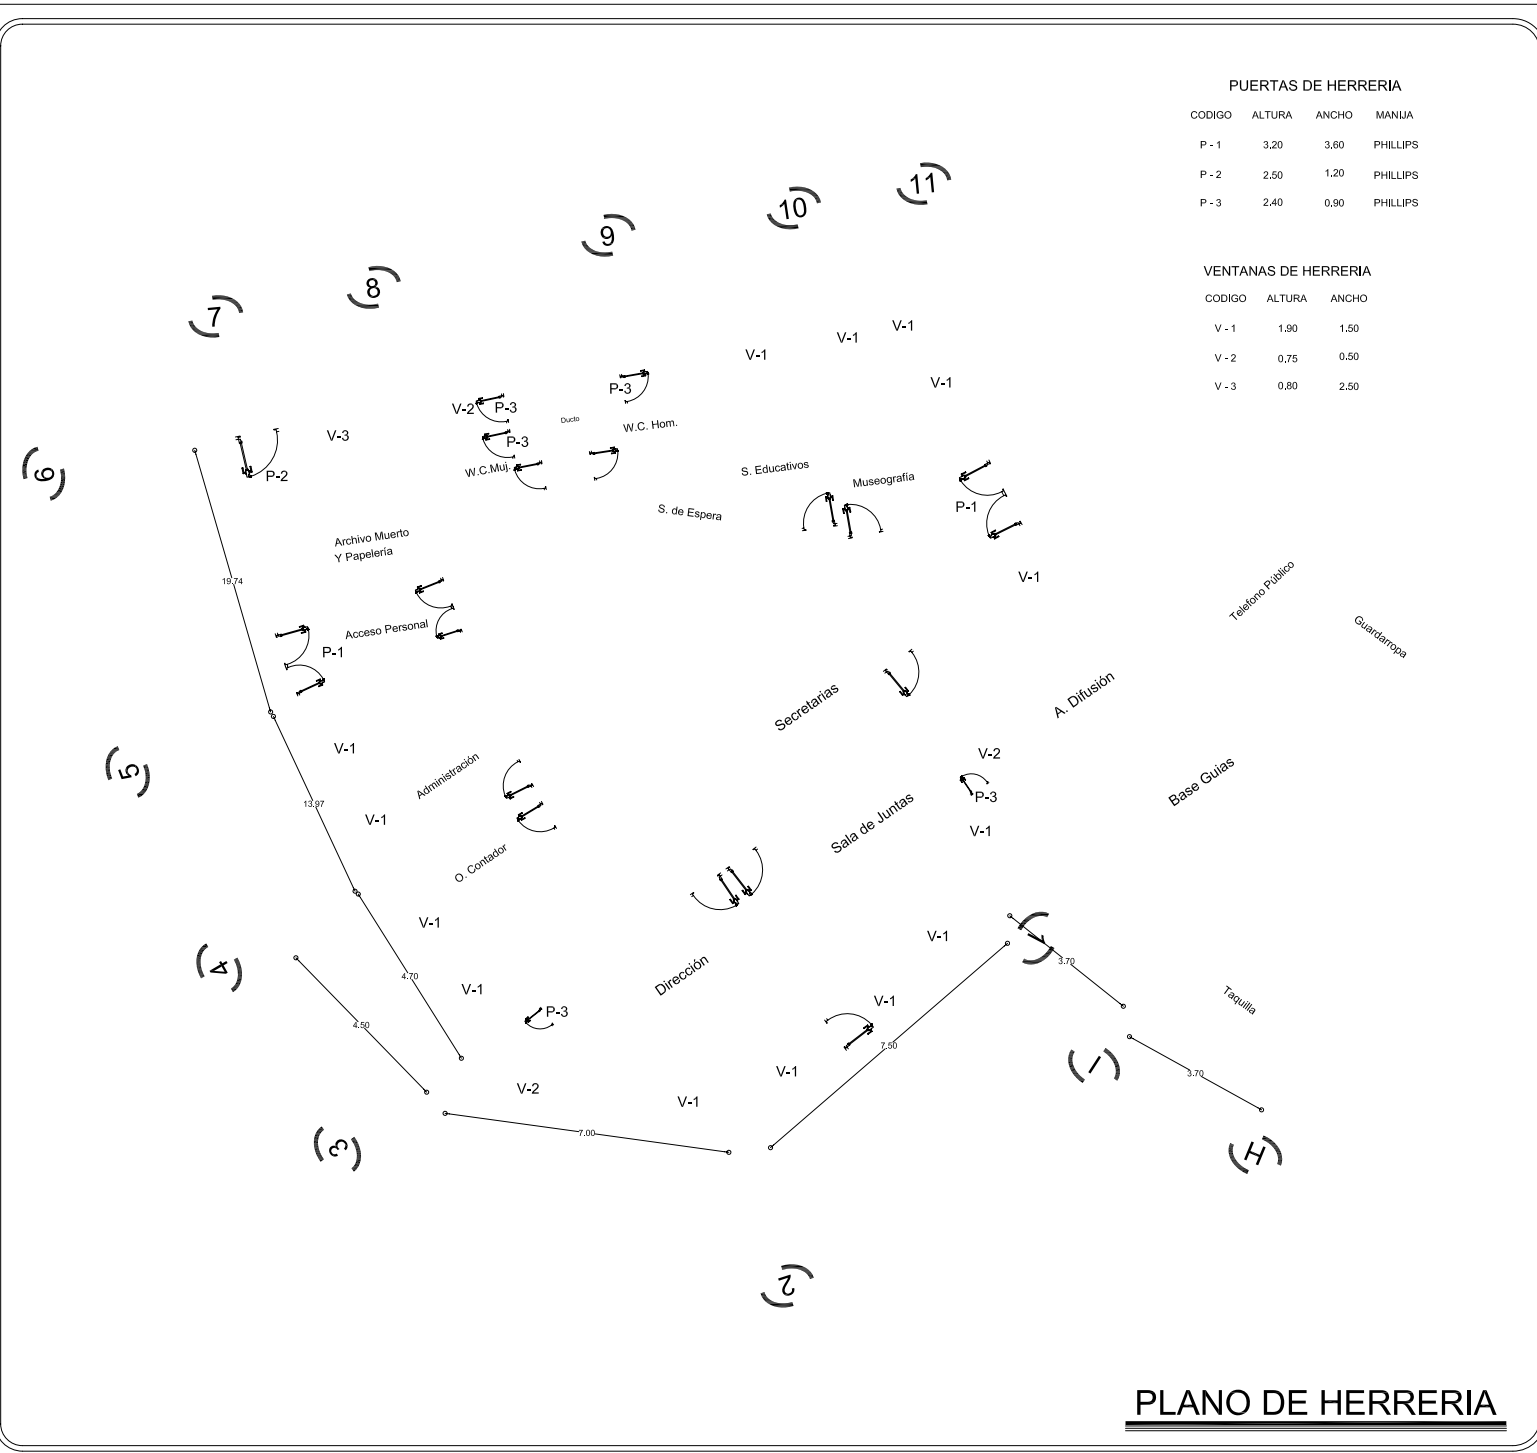 PUERTAS DE HERRERIA
CODIGO ALTURA ANCHO MANIJA
P - 1 3.20 3.60 PHILLIPS
P - 2 2.50 1.20 PHILLIPS
P - 3 2.40 0.90 PHILLIPS
VENTANAS DE HERRERIA
CODIGO ALTURA ANCHO
V - 1 1.90 1.50
V - 2 0.75 0.50
V - 3 0.80 2.50
11
10
9
8
7
6
5
4
3
2
1
I
H
V-1
V-1
V-1
V-1
P-3
V-2
P-3
P-3
Ducto
W.C. Hom.
W.C.Muj.
V-3
P-2
S. Educativos
Museografía
S. de Espera
P-1
V-1
Archivo Muerto
Y Papelería
19.74
Acceso Personal
P-1
Telefono Público
Guardarropa
Secretarias
A. Difusión
V-1
Administración
V-2
P-3
Base Guias
13.97
V-1
Sala de Juntas
V-1
O. Contador
V-1
V-1
4.70
3.70
Dirección
V-1
V-1
Taquilla
P-3
4.50
7.50
V-1
3.70
V-2
V-1
7.00
PLANO DE HERRERIA